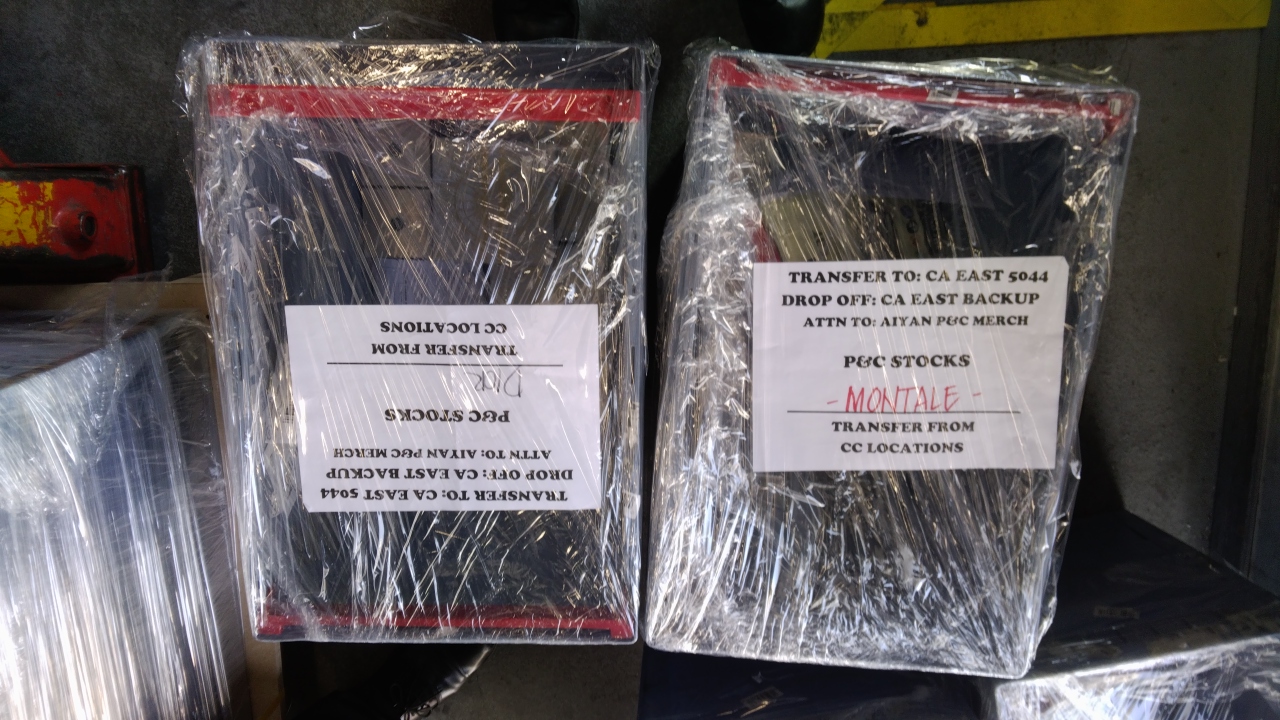 TRANSFER TO: CA EAST 5044
DROP OFF: CA EAST BACKUP
ATTN TO: AIYAN P&C MERCH
P&C STOCKS
DIOR
TRANSFER FROM
CC LOCATIONS
TRANSFER TO: CA EAST 5044
DROP OFF: CA EAST BACKUP
ATTN TO: AIYAN P&C MERCH
P&C STOCKS
- MONTALE -
TRANSFER FROM
CC LOCATIONS